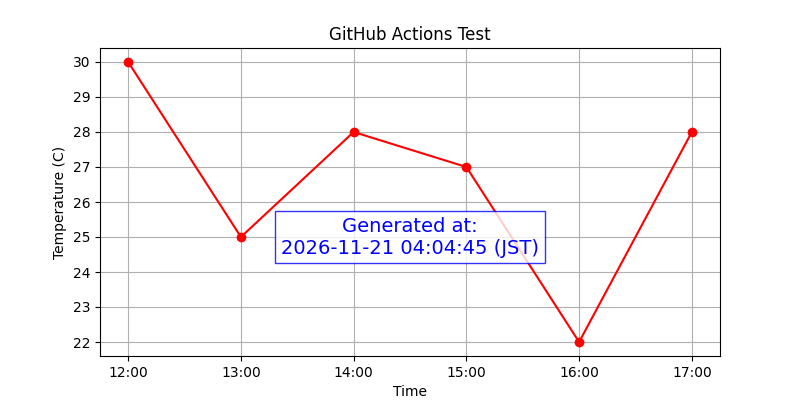 GitHub Actions Test
Temperature (C)
30
29
28
27
26
25
24
23
22
Generated at:
2026-11-21 04:04:45 (JST)
12:00 13:00 14:00 15:00 16:00 17:00
Time